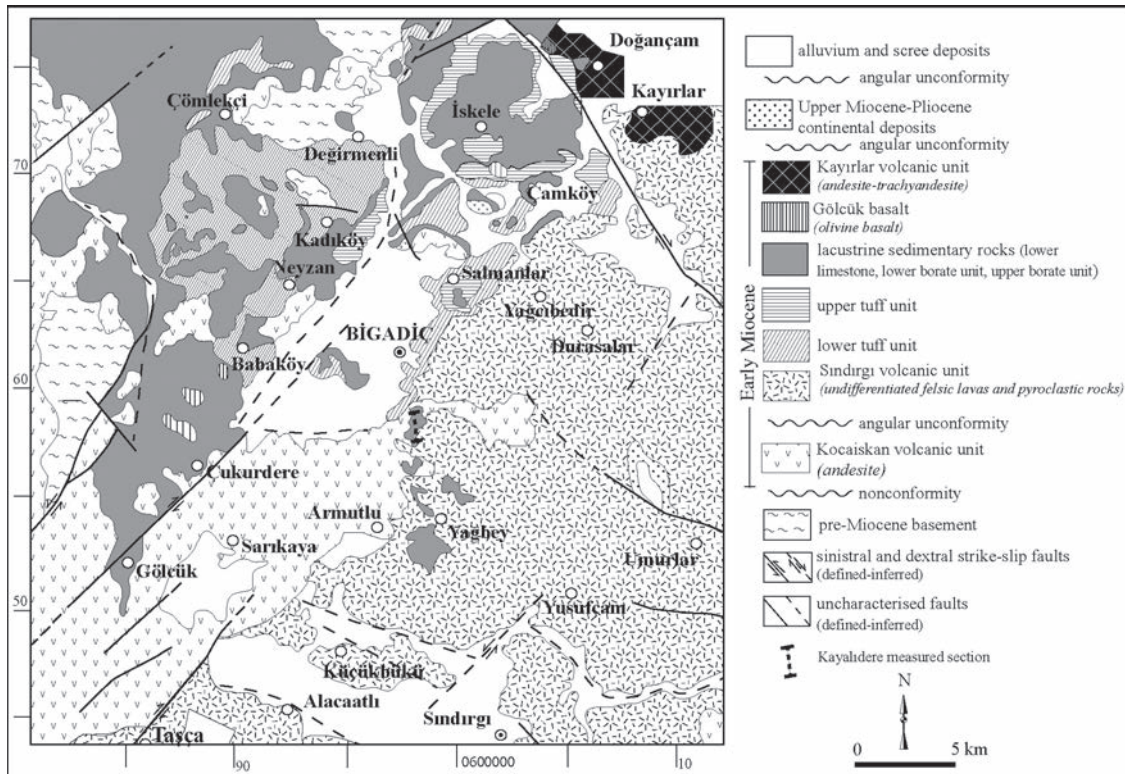 Doğançam
Kayırlar
Çömlekçi
İskele
Değirmenli
Çamköy
Kadıköy
Neyzan
Salmanlar
Yağcıbedir
BİGADİÇ
Durasalar
Babaköy
Çukurdere
Armutlu
Sarıkaya
Yağbey
Gölcük
Umurlar
Yusufçam
Küçükbükü
Alacaatlı
Sındırgı
Taşça
70
60
50
90
0600000
10
alluvium and scree deposits
angular unconformity
Upper Miocene-Pliocene
continental deposits
angular unconformity
Early Miocene
Kayırlar volcanic unit
(andesite-trachyandesite)
Gölcük basalt
(olivine basalt)
lacustrine sedimentary rocks (lower
limestone, lower borate unit, upper borate unit)
upper tuff unit
lower tuff unit
Sındırgı volcanic unit
(undifferentiated felsic lavas and pyroclastic rocks)
angular unconformity
Kocaiskan volcanic unit
(andesite)
nonconformity
pre-Miocene basement
sinistral and dextral strike-slip faults
(defined-inferred)
uncharacterised faults
(defined-inferred)
Kayalıdere measured section
N
0 5 km